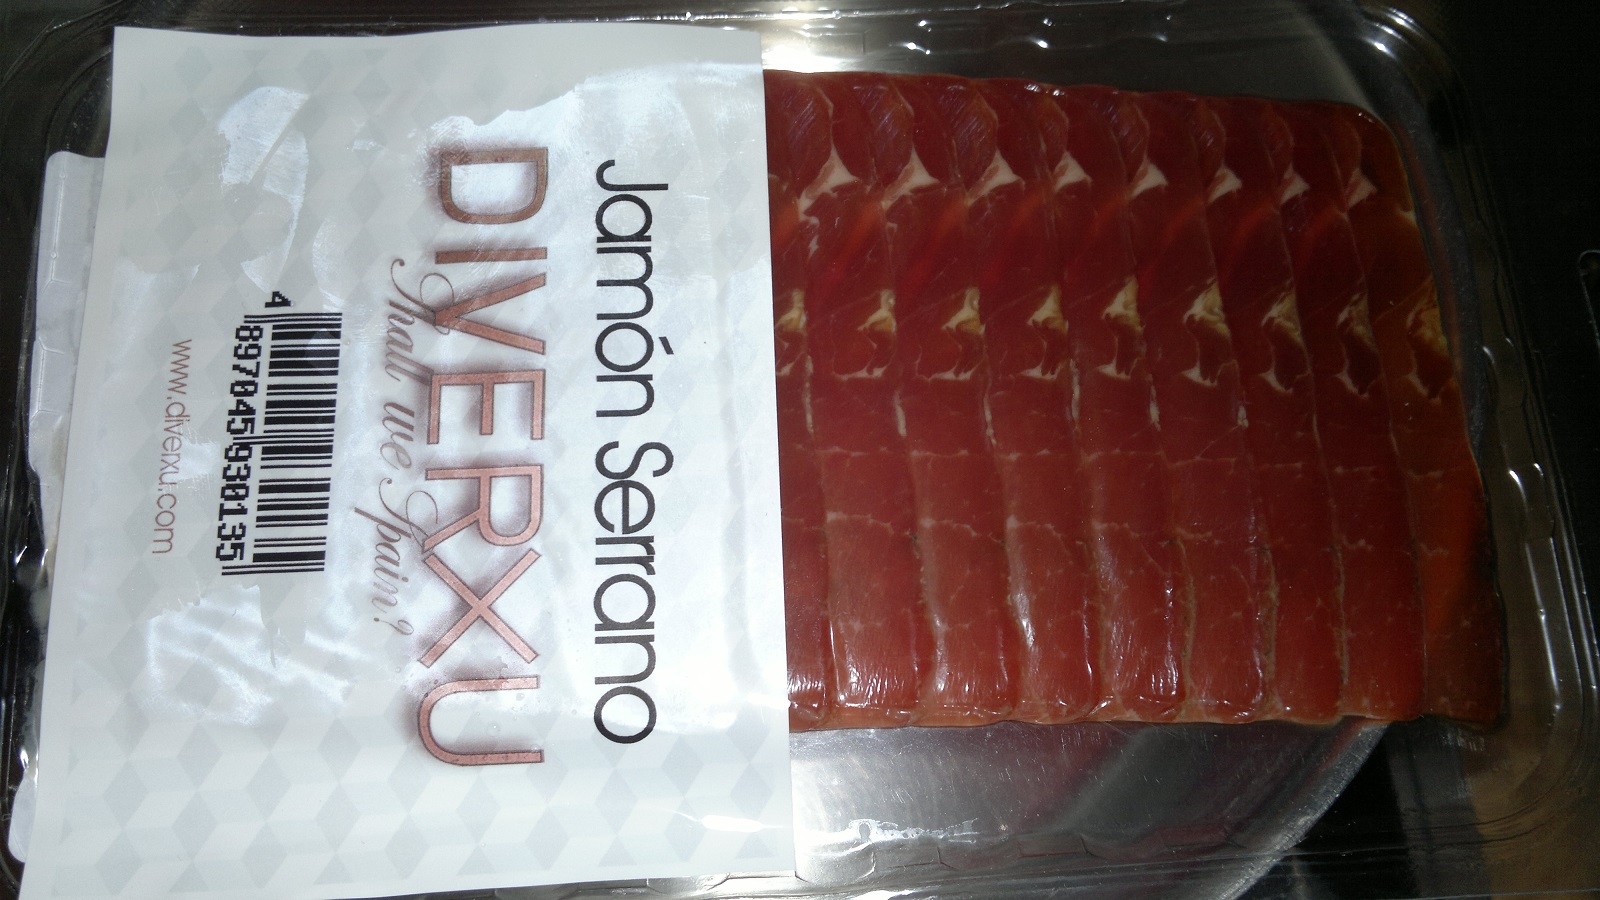 Jamón Serrano
DIVERXU
Shall we Spain?
4 897045 930135
www.diverxu.com